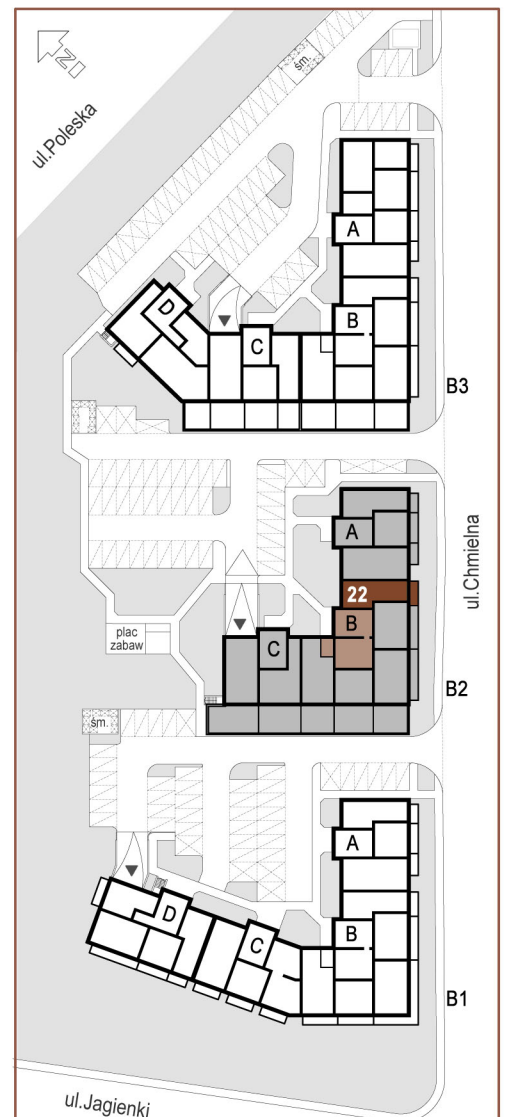 N
śm.
ul.Poleska
A
D
B
C
B3
A
22
ul.Chmielna
B
plac
zabaw
C
B2
śm.
A
D
C
B
B1
ul.Jagienki